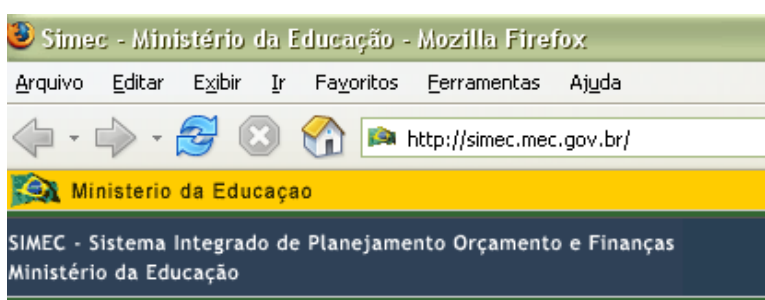 Simec - Ministério da Educação - Mozilla Firefox
Arquivo Editar Exibir Ir Favoritos Ferramentas Ajuda
http://simec.mec.gov.br/
Ministerio da Educaçao
SIMEC - Sistema Integrado de Planejamento Orçamento e Finanças
Ministério da Educação